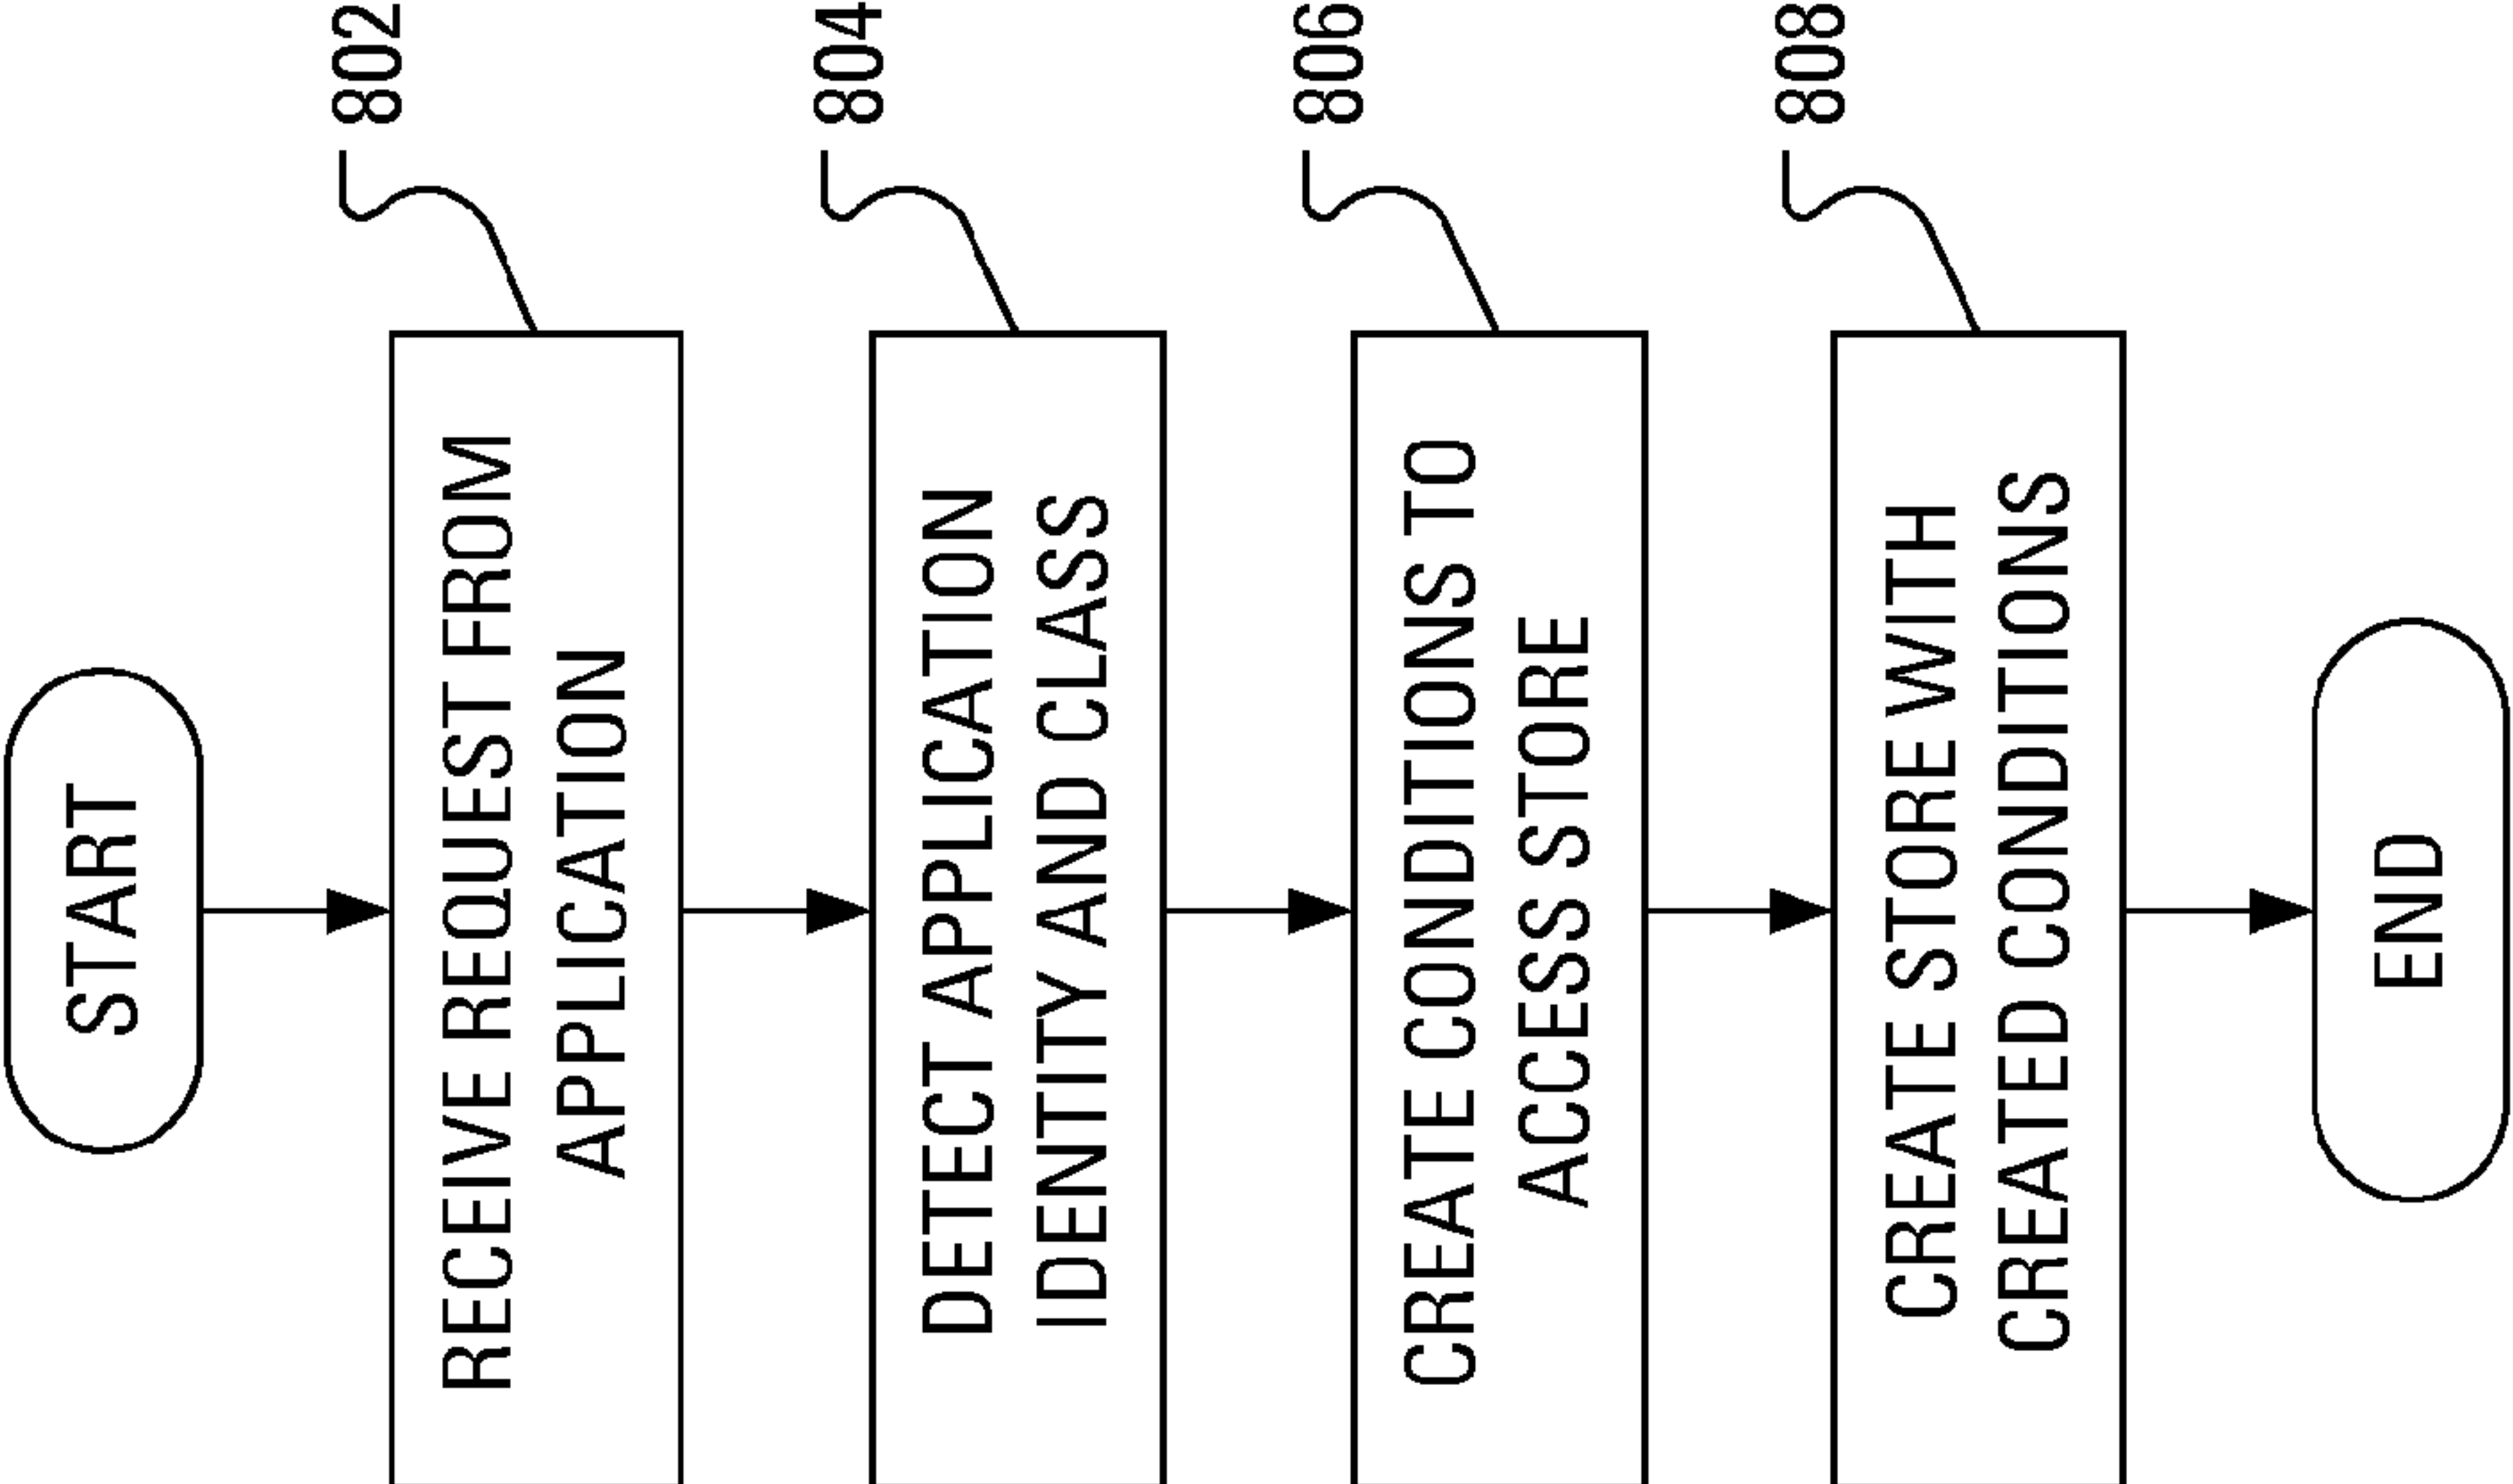 START
802
RECEIVE REQUEST FROM
APPLICATION
804
DETECT APPLICATION
IDENTITY AND CLASS
806
CREATE CONDITIONS TO
ACCESS STORE
808
CREATE STORE WITH
CREATED CONDITIONS
END